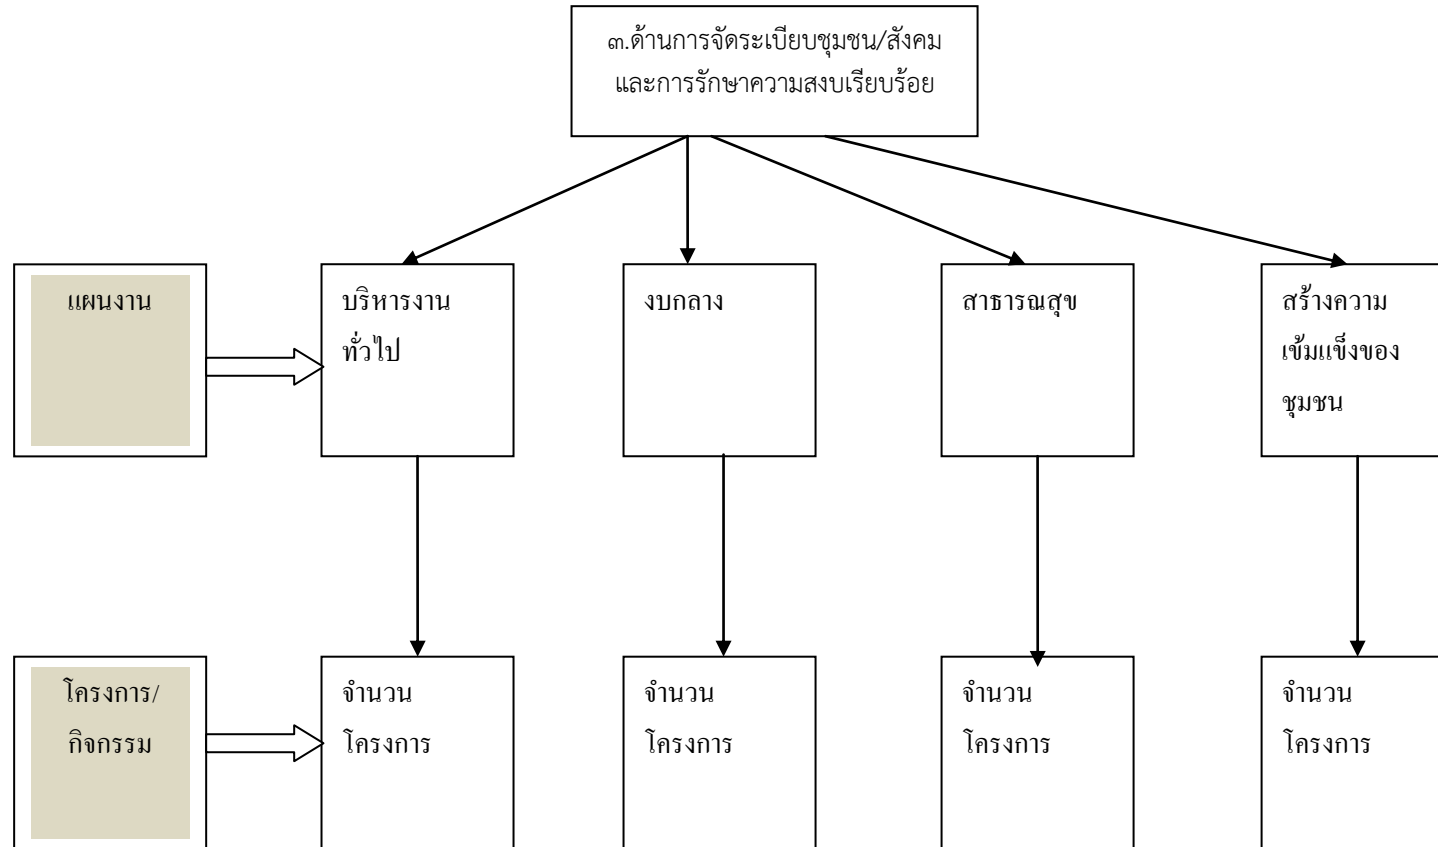 ๓.ด้านการจัดระเบียบชุมชน/สังคม
และการรักษาความสงบเรียบร้อย
แผนงาน
บริหารงาน
ทั่วไป
งบกลาง
สาธารณสุข
สร้างความ
เข้มแข็งของ
ชุมชน
โครงการ/
กิจกรรม
จำนวน
โครงการ
จำนวน
โครงการ
จำนวน
โครงการ
จำนวน
โครงการ